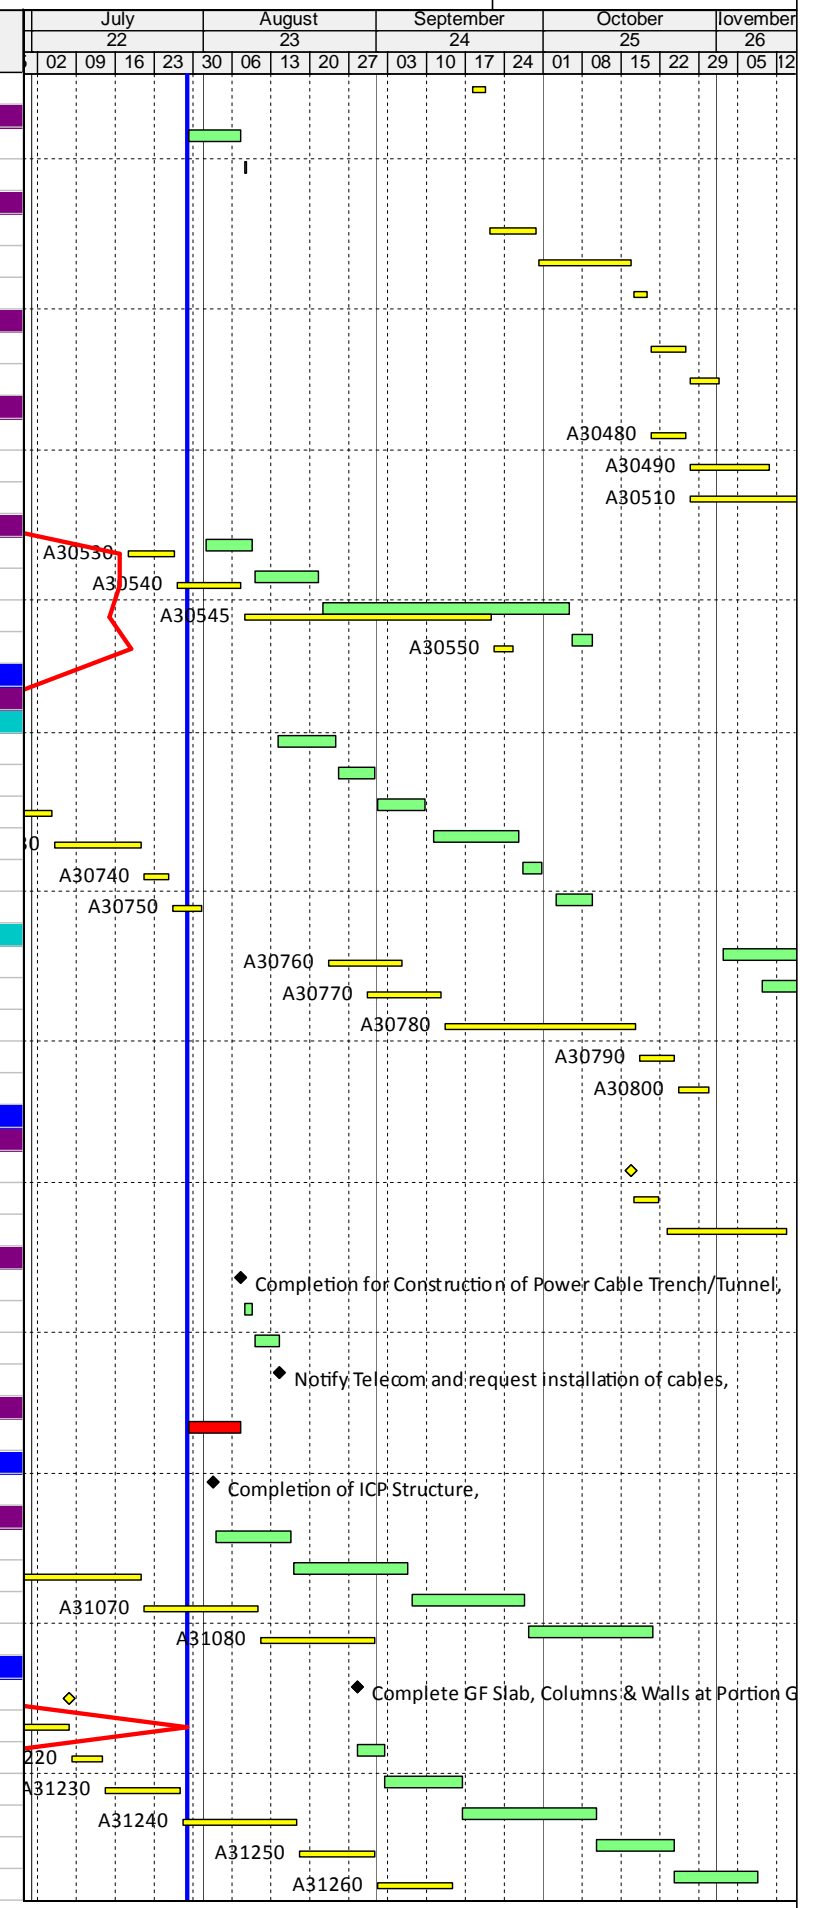 July August September October lovember
22 23 24 25 26
02 09 16 23 30 06 13 20 27 03 10 17 24 01 08 15 22 29 05 12
A30480
A30490
A30510
A30530
A30540
A30545
A30550
30
A30740
A30750
A30760
A30770
A30780
A30790
A30800
Completion for Construction of Power Cable Trench/Tunnel,
Notify Telecom and request installation of cables,
Completion of ICP Structure,
A31070
A31080
Complete GF Slab, Columns & Walls at Portion G
220
A31230
A31240
A31250
A31260